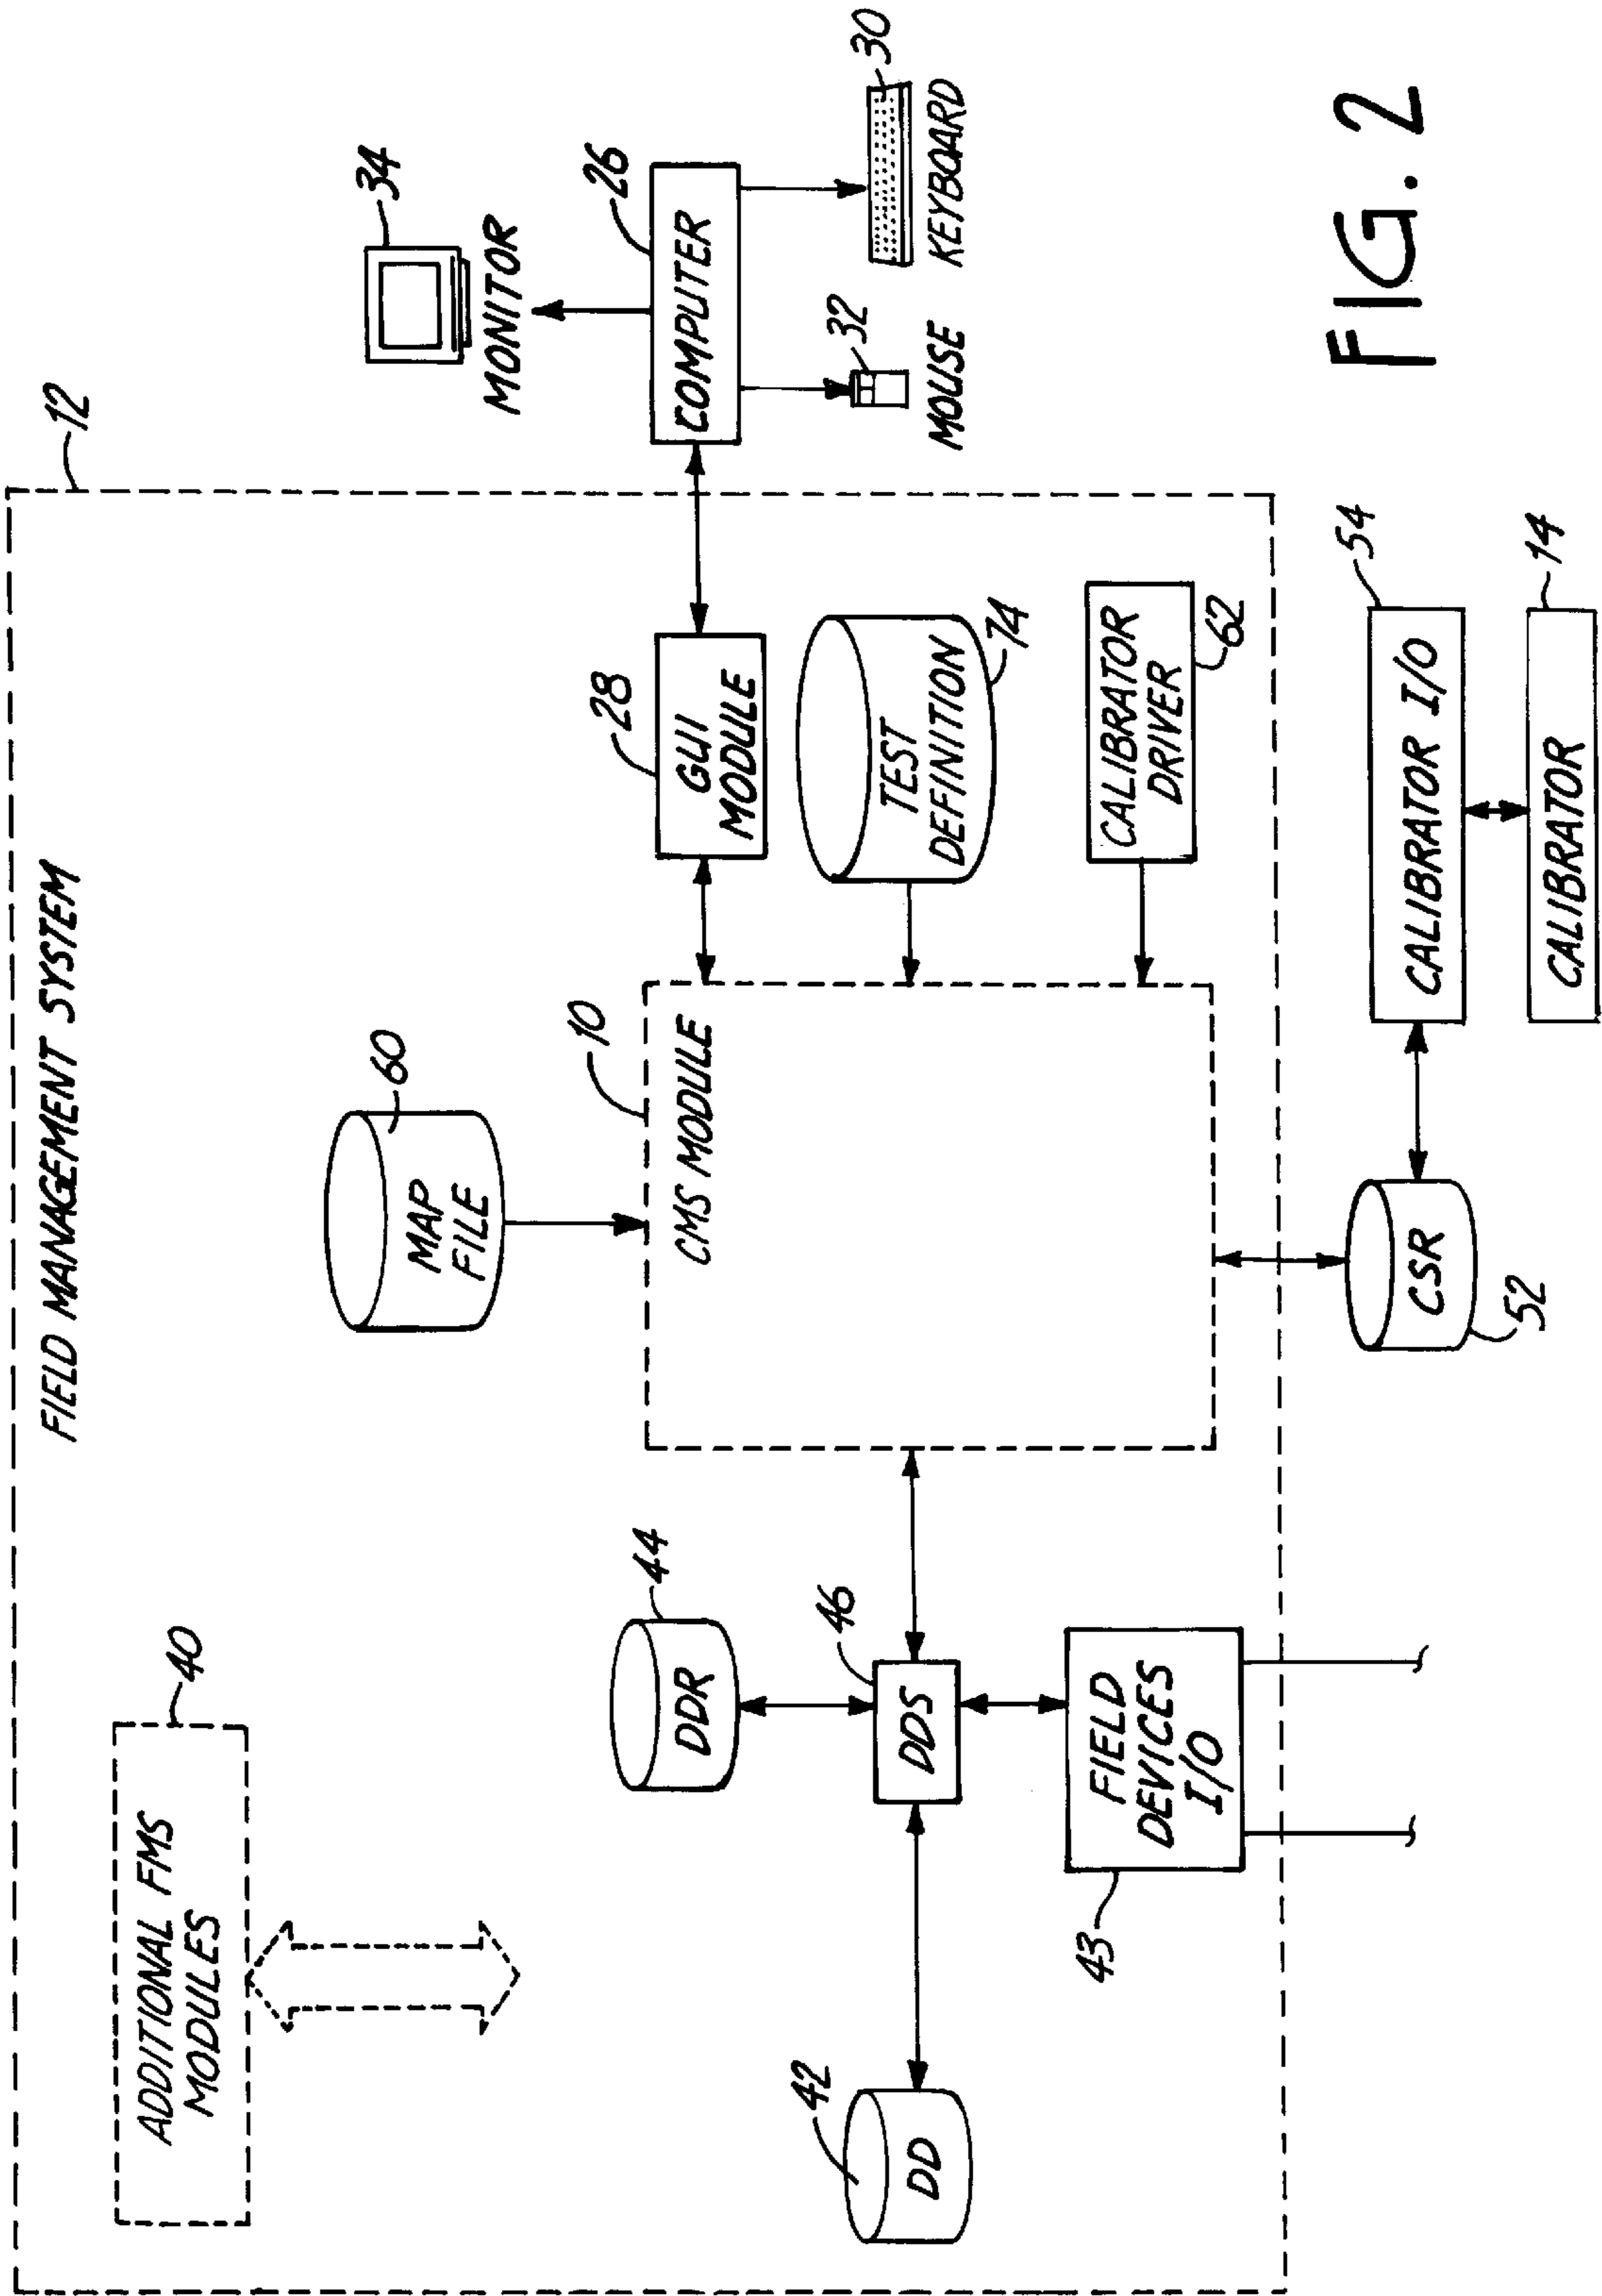 FIELD MANAGEMENT SYSTEM
12
ADDITIONAL FMS
MODULES
40
MAP
FILE
60
34
MONITOR
10
CMS MODULE
28
GUI
MODULE
26
COMPUTER
32
MOUSE
30
KEYBOARD
TEST
DEFINITION
74
CALIBRATOR
DRIVER
62
44
DDR
46
DDS
42
DD
FIELD
DEVICES
I/O
43
CSR
52
54
CALIBRATOR I/O
14
CALIBRATOR
FIG. 2